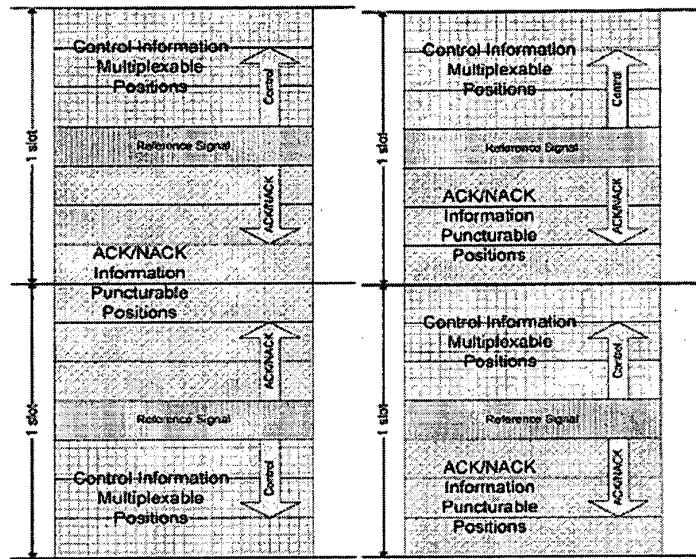 Control Information
Multiplexable
Positions
Control
1 slot
Reference Signal
ACK/NACK
ACK/NACK
Information
Puncturable
Positions
ACK/NACK
1 slot
Reference Signal
Control
Control Information
Multiplexable
Positions
Control Information
Multiplexable
Positions
Control
1 slot
Reference Signal
ACK/NACK
ACK/NACK
Information
Puncturable
Positions
Control Information
Multiplexable
Positions
Control
1 slot
Reference Signal
ACK/NACK
Information
Puncturable
Positions
ACK/NACK